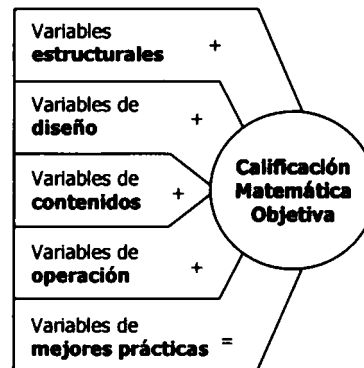 Variables
estructurales +
Variables de
diseño +
Variables de
contenidos +
Variables de
operación +
Variables de
mejores prácticas =
Calificación
Matemática
Objetiva